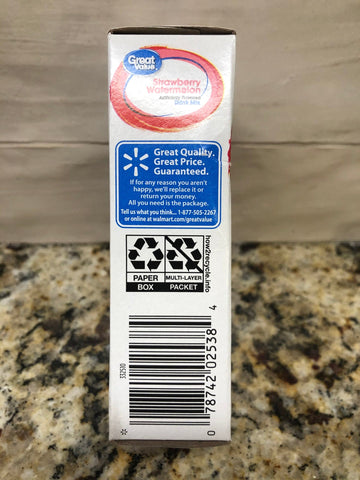 Great
Value
Strawberry
Watermelon
Artificially Flavored
Drink Mix
Great Quality.
Great Price.
Guaranteed.
If for any reason you aren't
happy, we'll replace it or
return your money.
All you need is the package.
Tell us what you think... 1-877-505-2267
or online at walmart.com/greatvalue
PAPER
BOX
MULTI-LAYER
PACKET
how2recycle.info
0 78742 02538 4